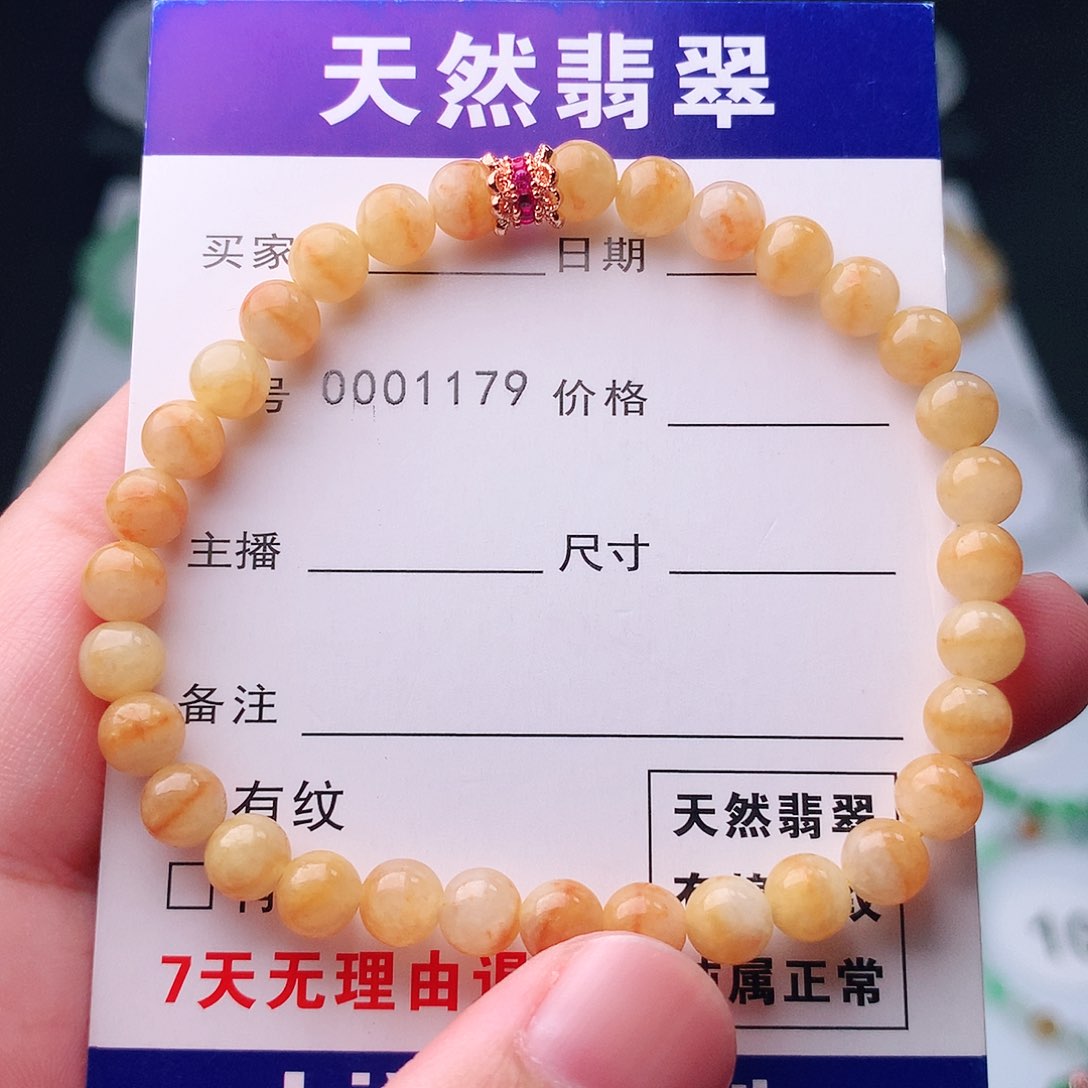 天然翡翠
买家 日期
号 0001179 价格
主播 尺寸
备注
有纹 天然翡翠
7天无理由 属正常